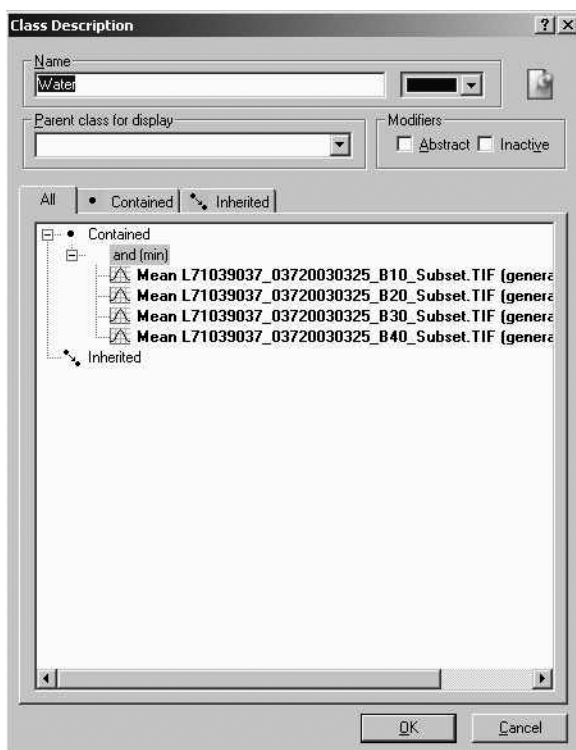 Class Description
Name
Water
Parent class for display
Modifiers
Abstract Inactive
All Contained Inherited
Contained
and (min)
Mean L71039037_03720030325_B10_Subset.TIF (genera
Mean L71039037_03720030325_B20_Subset.TIF (genera
Mean L71039037_03720030325_B30_Subset.TIF (genera
Mean L71039037_03720030325_B40_Subset.TIF (genera
Inherited
OK Cancel